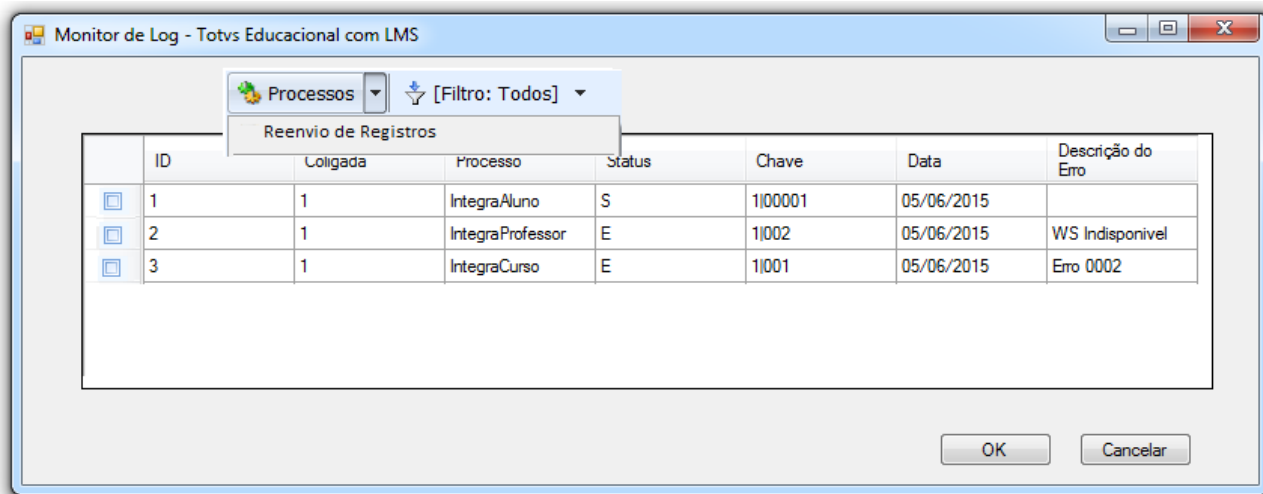 Monitor de Log - Totvs Educacional com LMS
Processos [Filtro: Todos]
Reenvio de Registros
ID Coligada Processo Status Chave Data Descrição do Erro
1 1 IntegraAluno S 1|00001 05/06/2015
2 1 IntegraProfessor E 1|002 05/06/2015 WS Indisponivel
3 1 IntegraCurso E 1|001 05/06/2015 Erro 0002
OK Cancelar